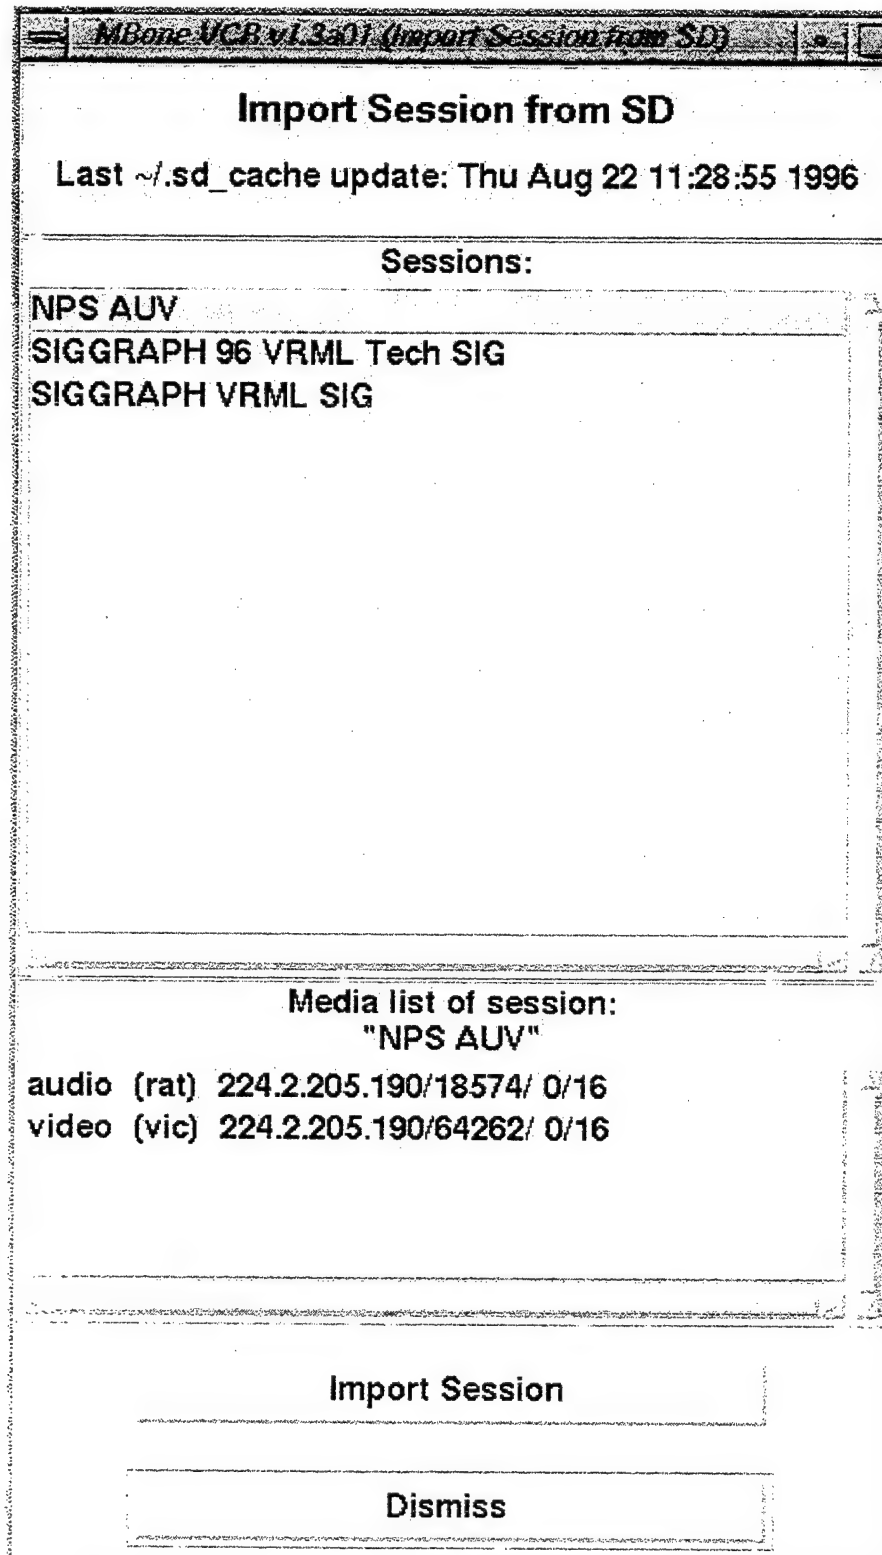 MBone VCR v1.3a01 (Import Session from SD)
Import Session from SD
Last ~/.sd_cache update: Thu Aug 22 11:28:55 1996
Sessions:
NPS AUV
SIGGRAPH 96 VRML Tech SIG
SIGGRAPH VRML SIG
Media list of session:
"NPS AUV"
audio (rat) 224.2.205.190/18574/ 0/16
video (vic) 224.2.205.190/64262/ 0/16
Import Session
Dismiss